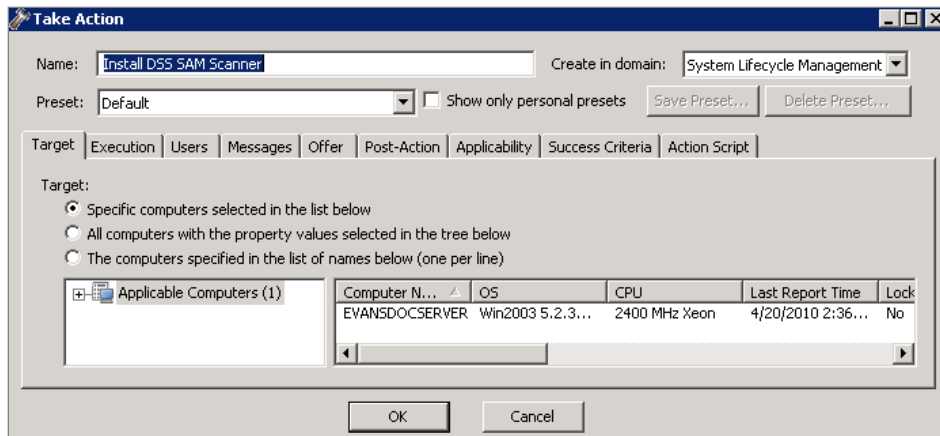 Take Action
Name: Install DSS SAM Scanner Create in domain: System Lifecycle Management
Preset: Default Show only personal presets Save Preset... Delete Preset...
Target Execution Users Messages Offer Post-Action Applicability Success Criteria Action Script
Target:
Specific computers selected in the list below
All computers with the property values selected in the tree below
The computers specified in the list of names below (one per line)
Applicable Computers (1) Computer N... OS CPU Last Report Time Lock
EVANSDOCSERVER Win2003 5.2.3... 2400 MHz Xeon 4/20/2010 2:36... No
OK Cancel